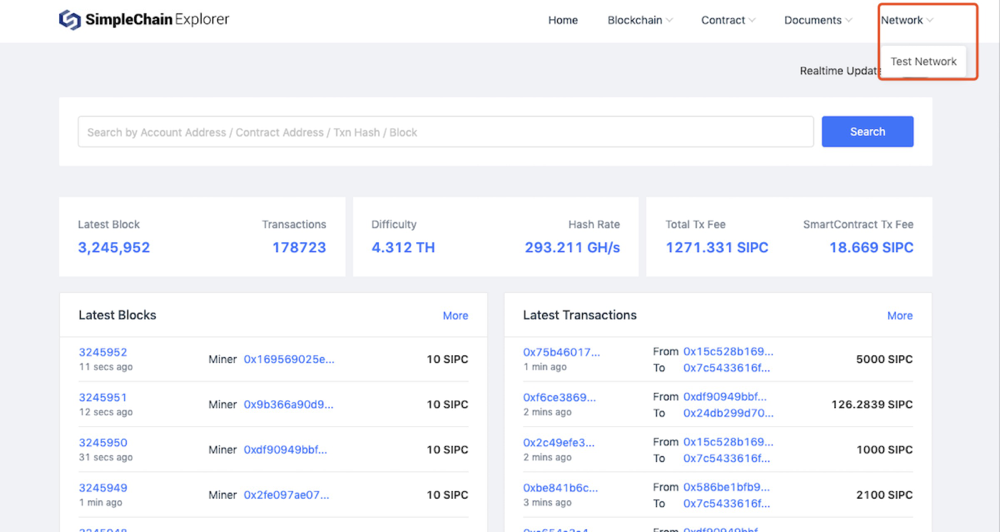 SimpleChain Explorer
Home Blockchain Contract Documents Network
Test Network
Realtime
Search by Account Address / Contract Address / Txn Hash / Block
Search
Latest Block Transactions Difficulty Hash Rate Total Tx Fee SmartContract Tx Fee
3,245,952 178723 4.312 TH 293.211 GH/s 1271.331 SIPC 18.669 SIPC
Latest Blocks More
3245952 Miner 0x169569025e... 10 SIPC
11 secs ago
3245951 Miner 0x9b366a90d9... 10 SIPC
12 secs ago
3245950 Miner 0xdf90949bbf... 10 SIPC
31 secs ago
3245949 Miner 0x2fe097ae07... 10 SIPC
1 min ago
Latest Transactions More
0x75b46017... From 0x15c528b169... 5000 SIPC
1 min ago To 0x7c5433616f...
0xf6ce3869... From 0xdf90949bbf... 126.2839 SIPC
2 mins ago To 0x24db299d70...
0x2c49efe3... From 0x15c528b169... 1000 SIPC
2 mins ago To 0x7c5433616f...
0xbe841b6c... From 0x586be1bfb9... 2100 SIPC
3 mins ago To 0x7c5433616f...